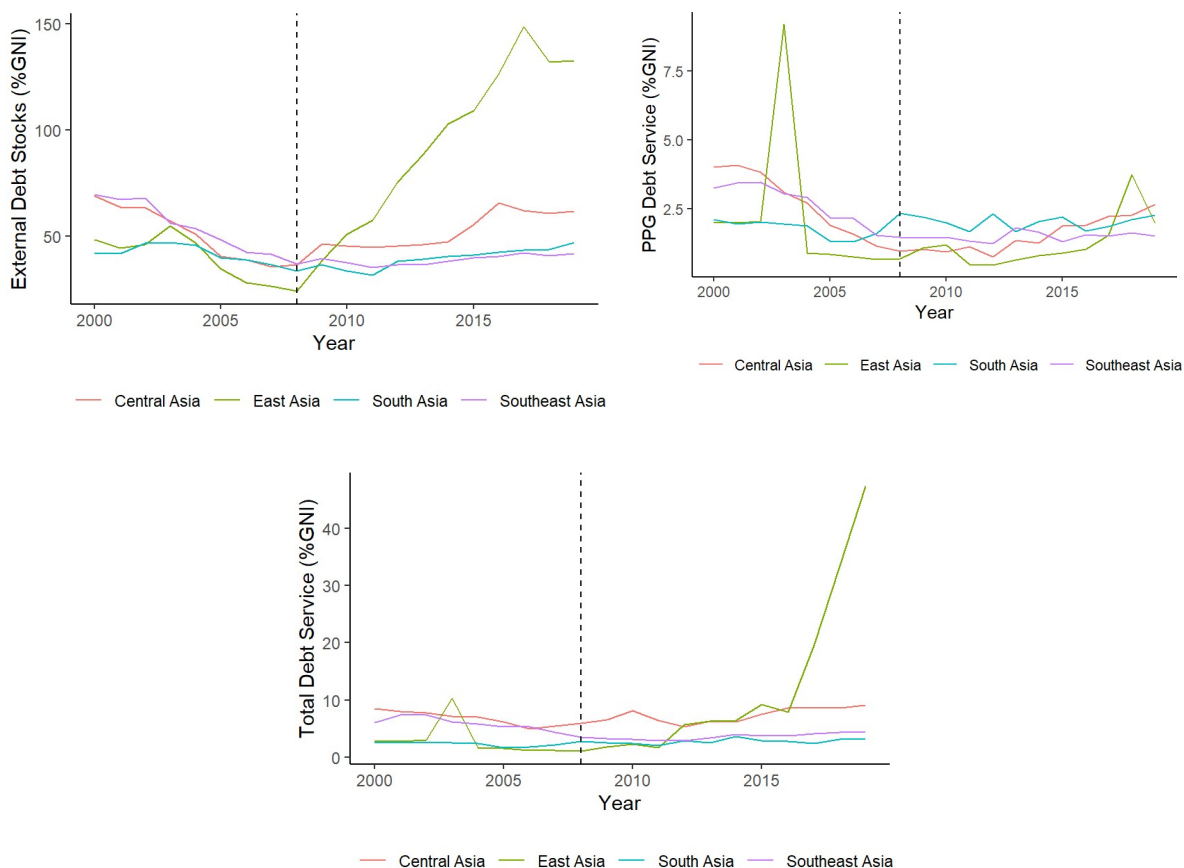 External Debt Stocks (%GNI)
150
100
50
2000 2005 2010 2015
Year
Central Asia East Asia South Asia Southeast Asia
PPG Debt Service (%GNI)
7.5
5.0
2.5
2000 2005 2010 2015
Year
Central Asia East Asia South Asia Southeast Asia
Total Debt Service (%GNI)
40
30
20
10
0
2000 2005 2010 2015
Year
Central Asia East Asia South Asia Southeast Asia